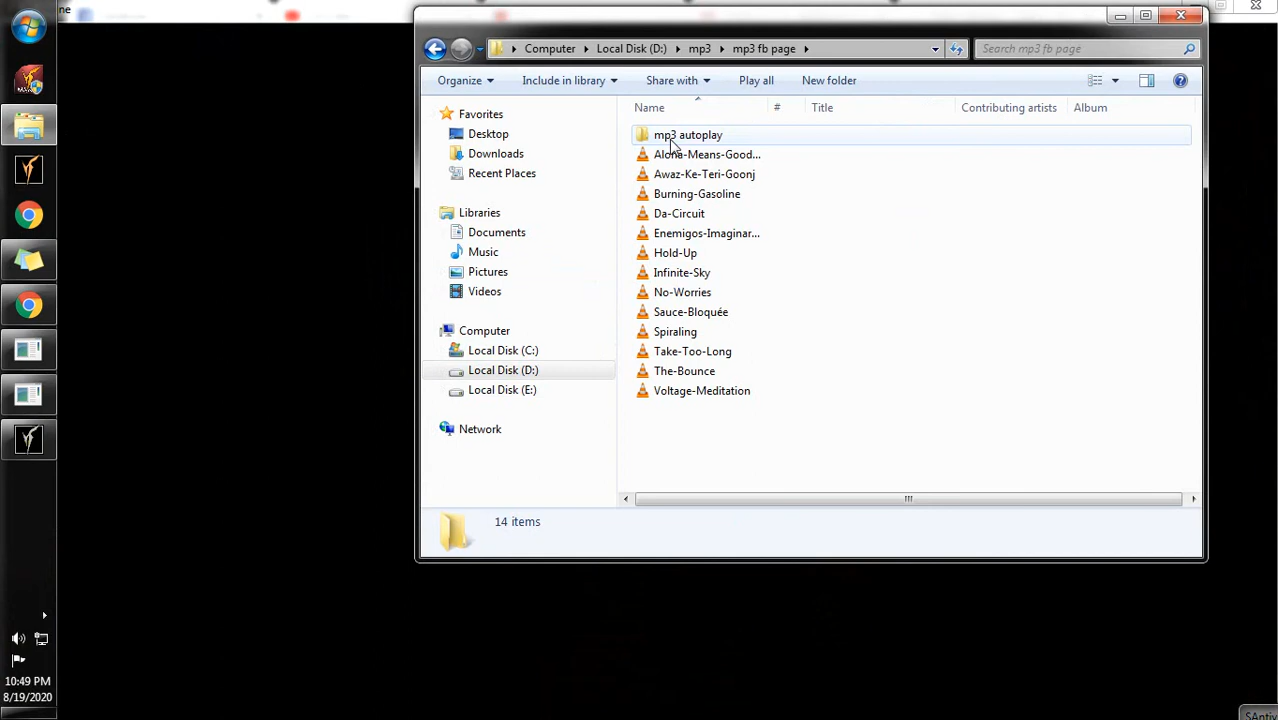 ne
Computer Local Disk (D:) mp3 mp3 fb page
Search mp3 fb page
Organize Include in library Share with Play all New folder
Favorites
Desktop
Downloads
Recent Places
Libraries
Documents
Music
Pictures
Videos
Computer
Local Disk (C:)
Local Disk (D:)
Local Disk (E:)
Network
Name # Title Contributing artists Album
mp3 autoplay
Aloha-Means-Good...
Awaz-Ke-Teri-Goonj
Burning-Gasoline
Da-Circuit
Enemigos-Imaginar...
Hold-Up
Infinite-Sky
No-Worries
Sauce-Bloquée
Spiraling
Take-Too-Long
The-Bounce
Voltage-Meditation
14 items
10:49 PM
8/19/2020
SAntiv